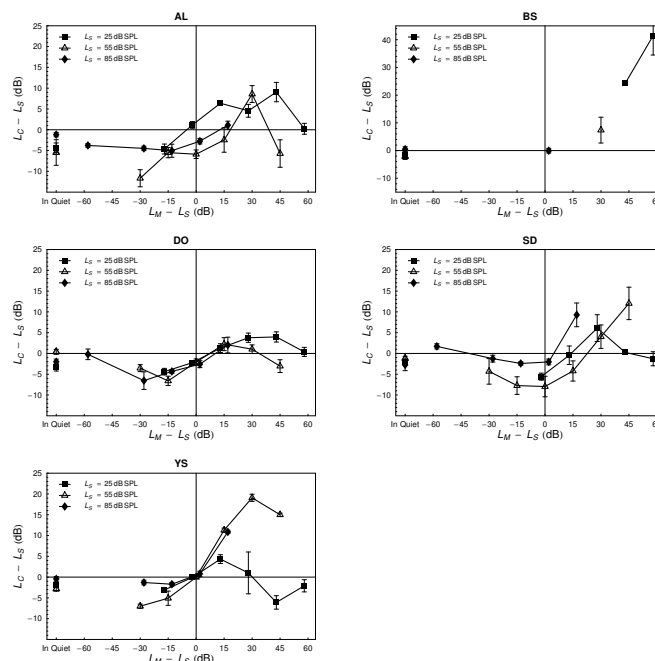 AL
L_S = 25 dB SPL
L_S = 55 dB SPL
L_S = 85 dB SPL
L_C − L_S (dB)
25
20
15
10
5
0
−5
−10
−15
In Quiet −60 −45 −30 −15 0 15 30 45 60
L_M − L_S (dB)
BS
L_S = 25 dB SPL
L_S = 55 dB SPL
L_S = 85 dB SPL
L_C − L_S (dB)
40
30
20
10
0
−10
In Quiet −60 −45 −30 −15 0 15 30 45 60
L_M − L_S (dB)
DO
L_S = 25 dB SPL
L_S = 55 dB SPL
L_S = 85 dB SPL
L_C − L_S (dB)
25
20
15
10
5
0
−5
−10
−15
In Quiet −60 −45 −30 −15 0 15 30 45 60
L_M − L_S (dB)
SD
L_S = 25 dB SPL
L_S = 55 dB SPL
L_S = 85 dB SPL
L_C − L_S (dB)
25
20
15
10
5
0
−5
−10
−15
In Quiet −60 −45 −30 −15 0 15 30 45 60
L_M − L_S (dB)
YS
L_S = 25 dB SPL
L_S = 55 dB SPL
L_S = 85 dB SPL
L_C − L_S (dB)
25
20
15
10
5
0
−5
−10
−15
In Quiet −60 −45 −30 −15 0 15 30 45 60
L_M − L_S (dB)